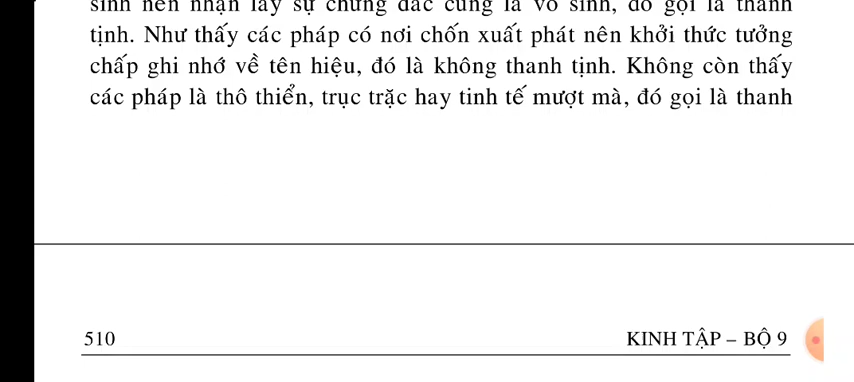 sinh nên nhận lấy sự chứng đắc cũng là vô sinh, đó gọi là thanh
tịnh. Như thấy các pháp có nơi chốn xuất phát nên khởi thức tưởng
chấp ghi nhớ về tên hiệu, đó là không thanh tịnh. Không còn thấy
các pháp là thô thiển, trục trặc hay tinh tế mượt mà, đó gọi là thanh
510 KINH TẬP – BỘ 9